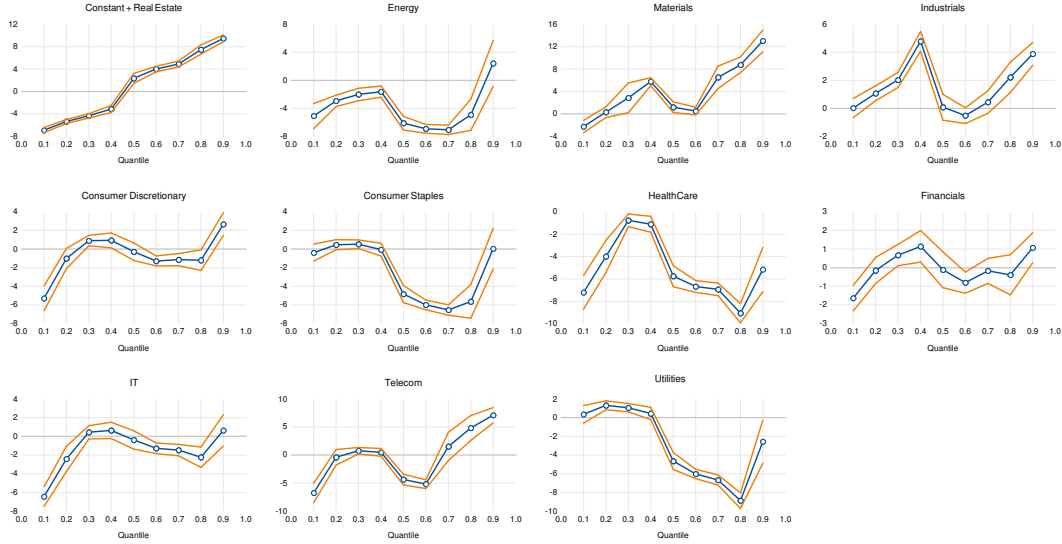 Constant + Real Estate
12
8
4
0
-4
-8
0.0 0.1 0.2 0.3 0.4 0.5 0.6 0.7 0.8 0.9 1.0
Quantile
Energy
8
4
0
-4
-8
0.0 0.1 0.2 0.3 0.4 0.5 0.6 0.7 0.8 0.9 1.0
Quantile
Materials
16
12
8
4
0
-4
0.0 0.1 0.2 0.3 0.4 0.5 0.6 0.7 0.8 0.9 1.0
Quantile
Industrials
6
4
2
0
-2
0.0 0.1 0.2 0.3 0.4 0.5 0.6 0.7 0.8 0.9 1.0
Quantile
Consumer Discretionary
4
2
0
-2
-4
-6
-8
0.0 0.1 0.2 0.3 0.4 0.5 0.6 0.7 0.8 0.9 1.0
Quantile
Consumer Staples
4
2
0
-2
-4
-6
-8
0.0 0.1 0.2 0.3 0.4 0.5 0.6 0.7 0.8 0.9 1.0
Quantile
HealthCare
0
-2
-4
-6
-8
-10
0.0 0.1 0.2 0.3 0.4 0.5 0.6 0.7 0.8 0.9 1.0
Quantile
Financials
3
2
1
0
-1
-2
-3
0.0 0.1 0.2 0.3 0.4 0.5 0.6 0.7 0.8 0.9 1.0
Quantile
IT
4
2
0
-2
-4
-6
-8
0.0 0.1 0.2 0.3 0.4 0.5 0.6 0.7 0.8 0.9 1.0
Quantile
Telecom
10
5
0
-5
-10
0.0 0.1 0.2 0.3 0.4 0.5 0.6 0.7 0.8 0.9 1.0
Quantile
Utilities
2
0
-2
-4
-6
-8
-10
0.0 0.1 0.2 0.3 0.4 0.5 0.6 0.7 0.8 0.9 1.0
Quantile